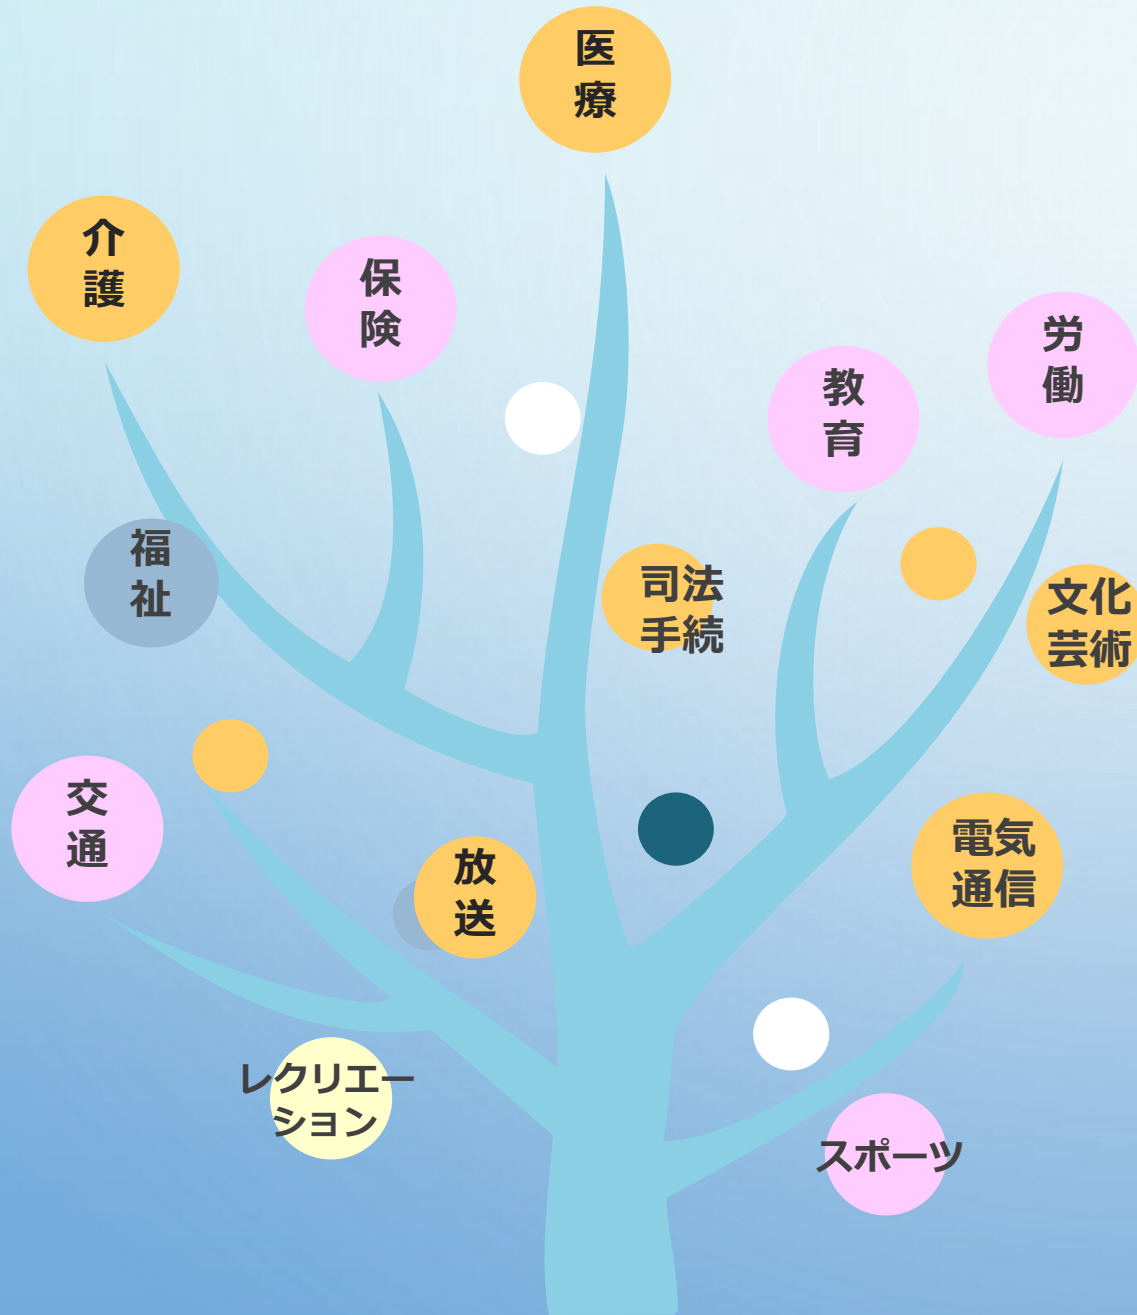 医
療
介
護
保
険
労
働
教
育
福
祉
司法
手続
文化
芸術
交
通
放
送
電気
通信
レクリエー
ション
スポーツ